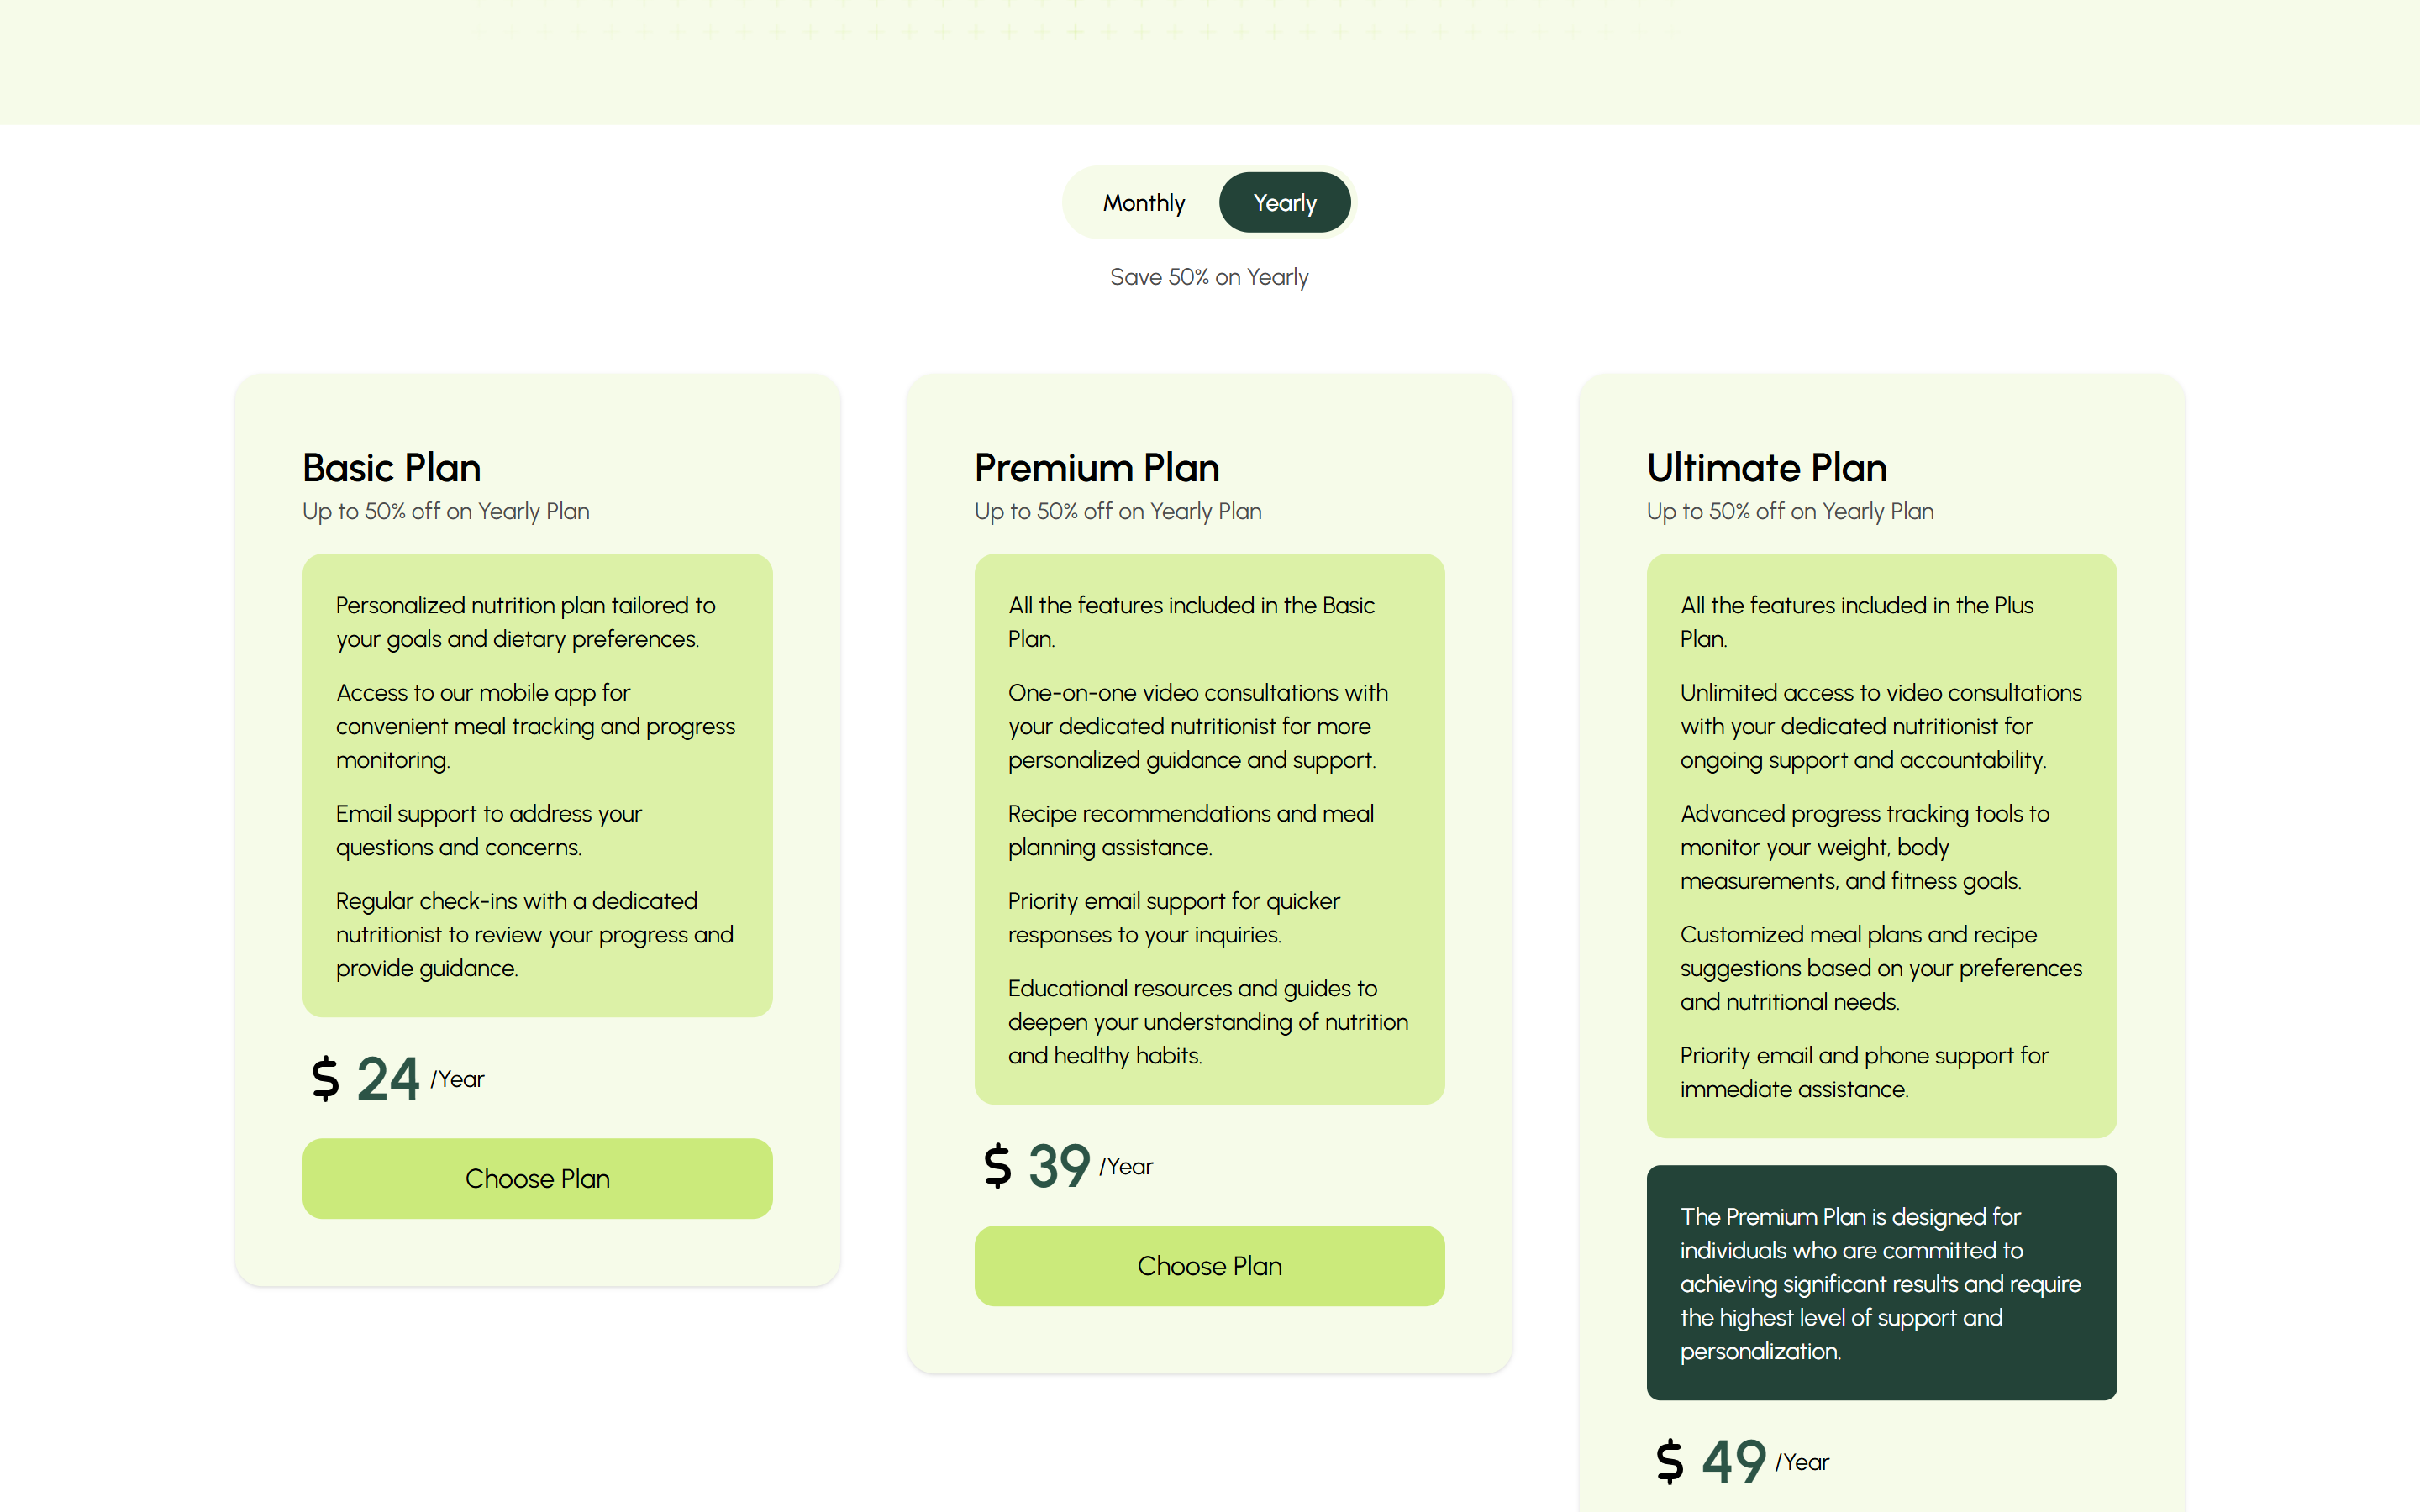 Monthly
Yearly
Save 50% on Yearly
Basic Plan
Up to 50% off on Yearly Plan
Personalized nutrition plan tailored to
your goals and dietary preferences.
Access to our mobile app for
convenient meal tracking and progress
monitoring.
Email support to address your
questions and concerns.
Regular check-ins with a dedicated
nutritionist to review your progress and
provide guidance.
$ 24 /Year
Choose Plan
Premium Plan
Up to 50% off on Yearly Plan
All the features included in the Basic
Plan.
One-on-one video consultations with
your dedicated nutritionist for more
personalized guidance and support.
Recipe recommendations and meal
planning assistance.
Priority email support for quicker
responses to your inquiries.
Educational resources and guides to
deepen your understanding of nutrition
and healthy habits.
$ 39 /Year
Choose Plan
Ultimate Plan
Up to 50% off on Yearly Plan
All the features included in the Plus
Plan.
Unlimited access to video consultations
with your dedicated nutritionist for
ongoing support and accountability.
Advanced progress tracking tools to
monitor your weight, body
measurements, and fitness goals.
Customized meal plans and recipe
suggestions based on your preferences
and nutritional needs.
Priority email and phone support for
immediate assistance.
The Premium Plan is designed for
individuals who are committed to
achieving significant results and require
the highest level of support and
personalization.
$ 49 /Year